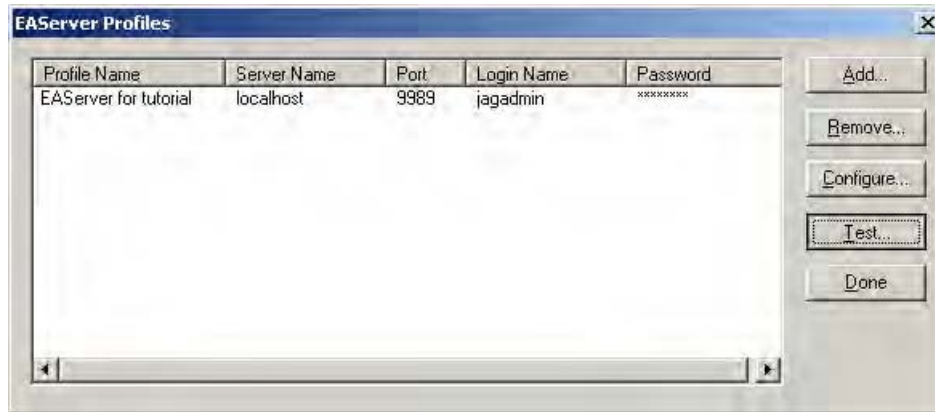 EAServer Profiles
Profile Name Server Name Port Login Name Password
EAServer for tutorial localhost 9989 jagadmin ********
Add...
Remove...
Configure...
Test...
Done